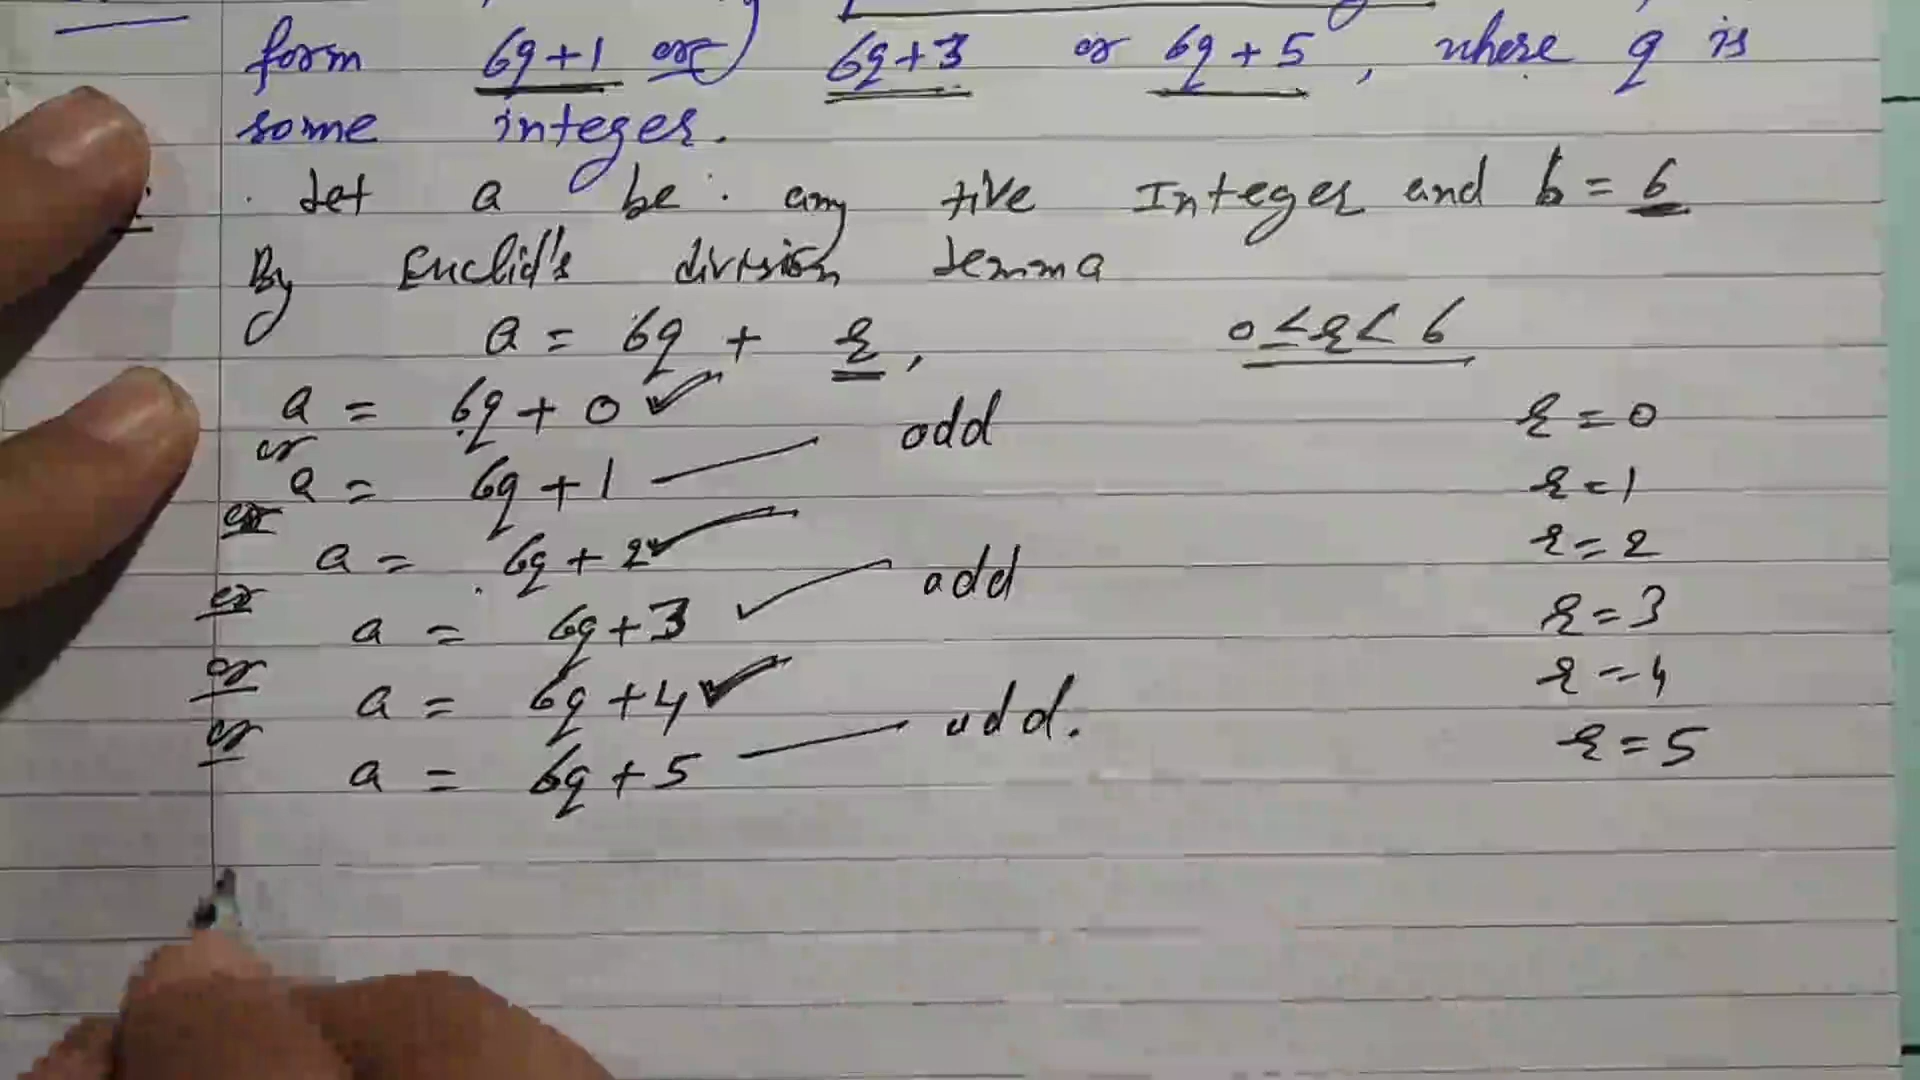 form 6q+1 or 6q+3 or 6q+5, where q is
some integer.
Let a be any +ive Integer and b = 6
By Euclid's division lemma
a = 6q + r, 0 ≤ r < 6
a = 6q + 0 ✓ r = 0
or
a = 6q + 1 — odd r = 1
or
a = 6q + 2 ✓ r = 2
or
a = 6q + 3 — odd r = 3
or
a = 6q + 4 ✓ r = 4
or
a = 6q + 5 — odd. r = 5